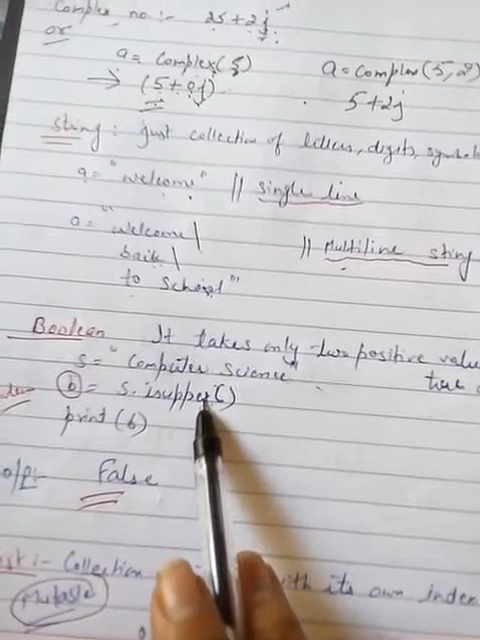 Complex no. :- 25+2j
or
a = Complex(5)
a = Complex(5, 2)
→ (5+0j)
5+2j
string : just collection of letters, digits, symbols
a = "welcome" || single line
a = "welcome\ || Multiline string
back\
to school"
Boolean It takes only two positive value
s = "Computer science" true
b = s.isupper()
print(b)
o/p:- False
:- Collection with its own index
Mutable